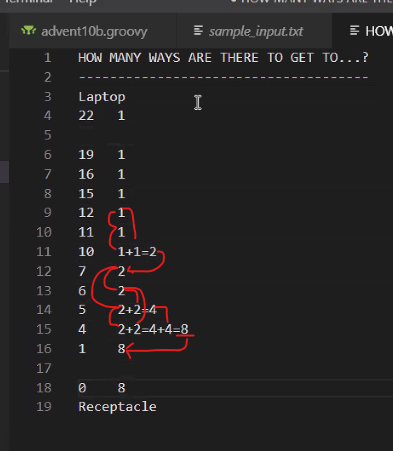 Terminal Help HOW MANY WAYS ARE THE
advent10b.groovy sample_input.txt HOW
1 HOW MANY WAYS ARE THERE TO GET TO...?
2 ------------------------------------
3 Laptop
4 22 1
5
6 19 1
7 16 1
8 15 1
9 12 1
10 11 1
11 10 1+1=2
12 7 2
13 6 2
14 5 2+2=4
15 4 2+2=4+4=8
16 1 8
17
18 0 8
19 Receptacle